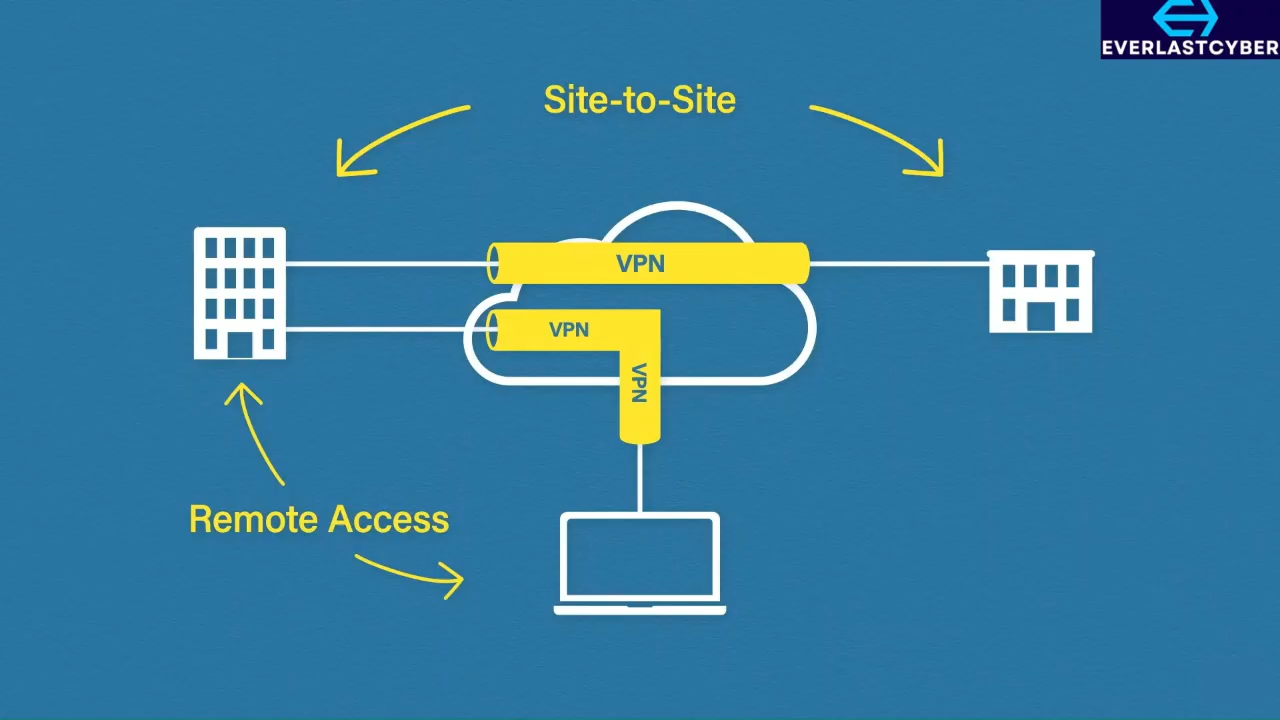 EVERLASTCYBER
Site-to-Site
VPN
VPN
VPN
Remote Access